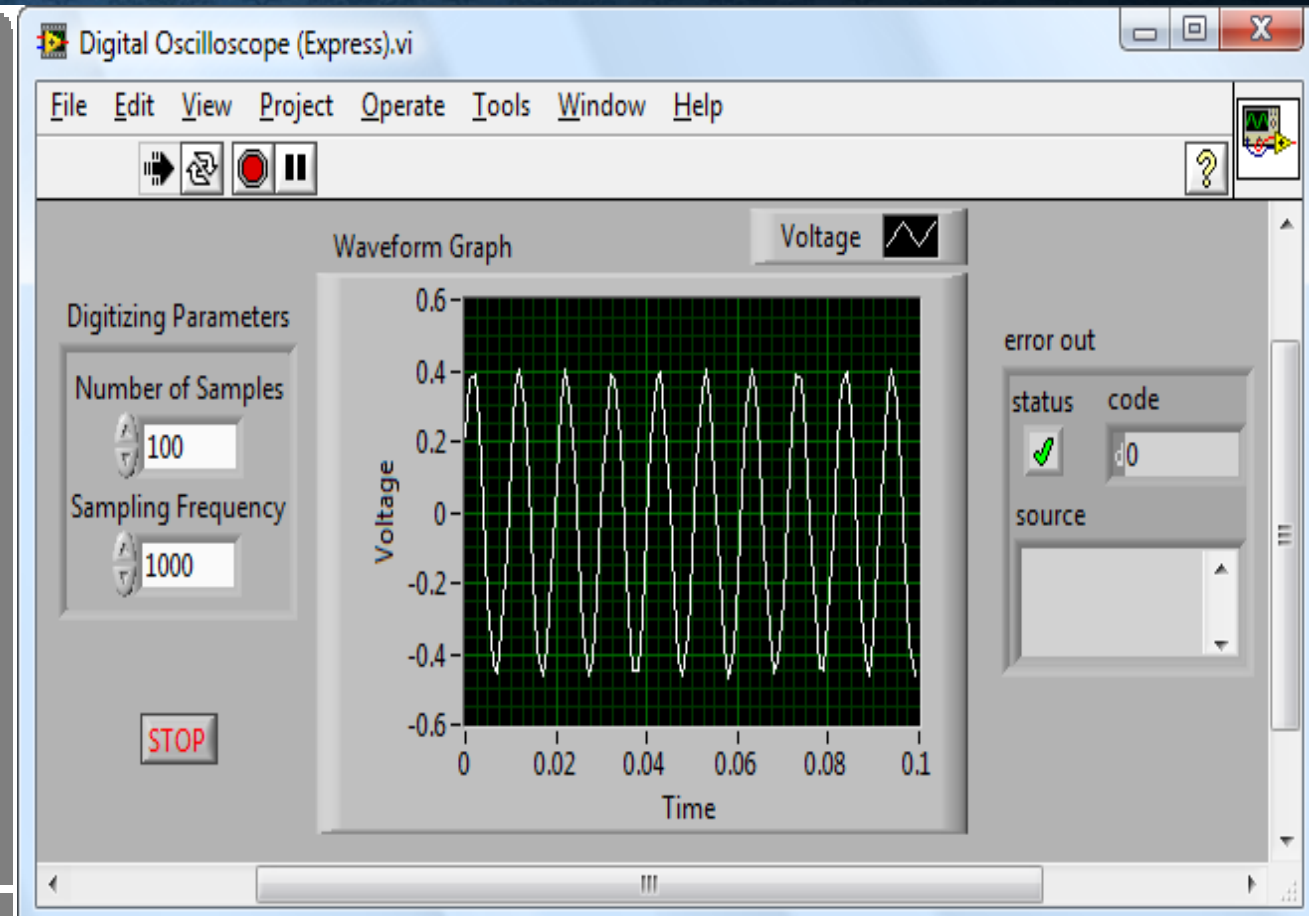 Digital Oscilloscope (Express).vi
File Edit View Project Operate Tools Window Help
?
Waveform Graph
Voltage
Digitizing Parameters
Number of Samples
100
Sampling Frequency
1000
STOP
Voltage
0.6
0.4
0.2
0
-0.2
-0.4
-0.6
0 0.02 0.04 0.06 0.08 0.1
Time
error out
status code
d0
source